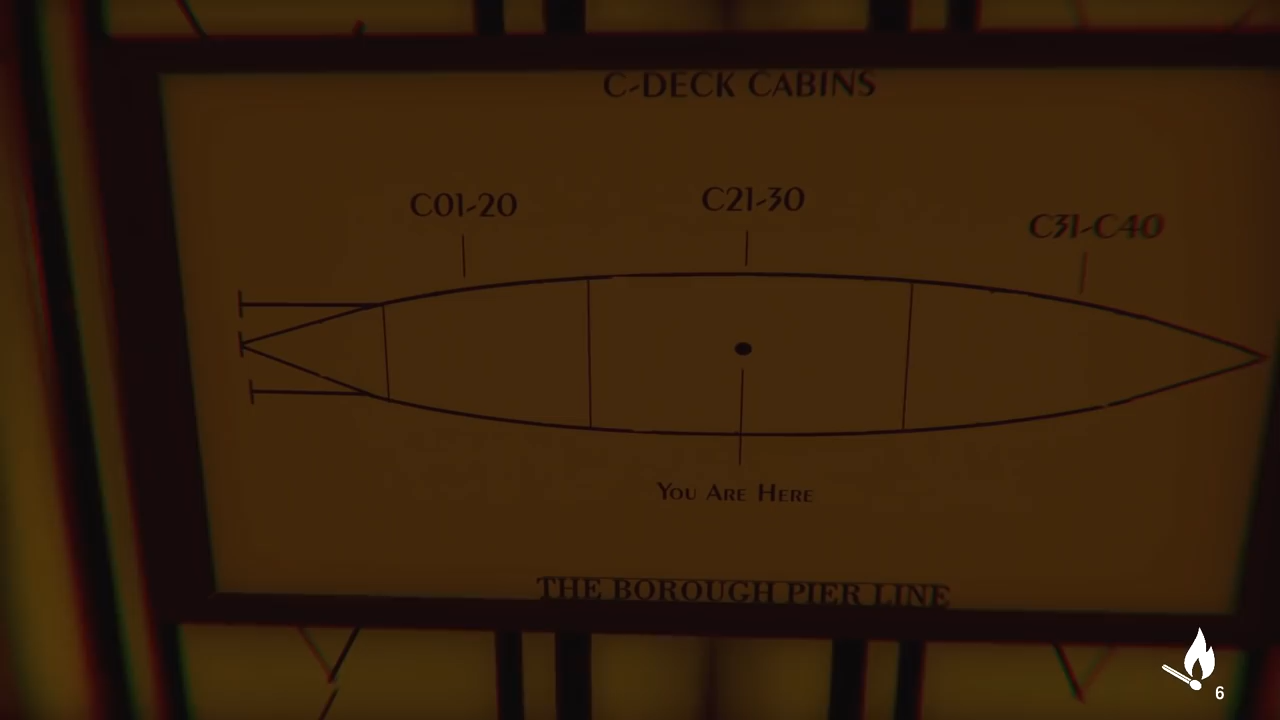 C-DECK CABINS
C01-20
C21-30
C31-C40
YOU ARE HERE
THE BOROUGH PIER LINE
6